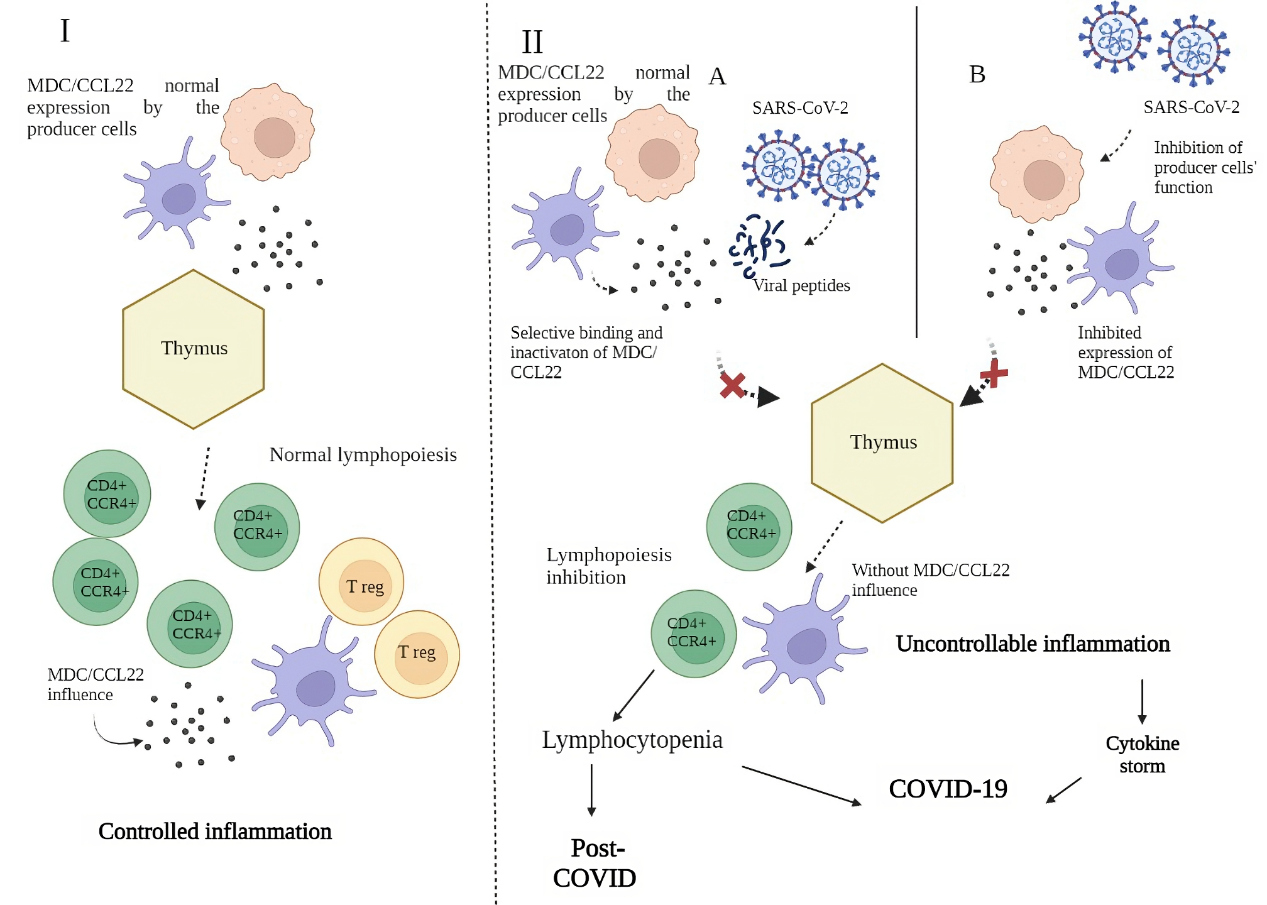 I
MDC/CCL22 normal
expression by the
producer cells
Thymus
Normal lymphopoiesis
CD4+
CCR4+
CD4+
CCR4+
CD4+
CCR4+
CD4+
CCR4+
T reg
T reg
MDC/CCL22
influence
Controlled inflammation
II
MDC/CCL22 normal
expression by the
producer cells
A
SARS-CoV-2
Viral peptides
Selective binding and
inactivaton of MDC/
CCL22
B
SARS-CoV-2
Inhibition of
producer cells'
function
Inhibited
expression of
MDC/CCL22
Thymus
CD4+
CCR4+
Lymphopoiesis
inhibition
Without MDC/CCL22
influence
CD4+
CCR4+
Uncontrollable inflammation
Lymphocytopenia
Cytokine
storm
COVID-19
Post-
COVID